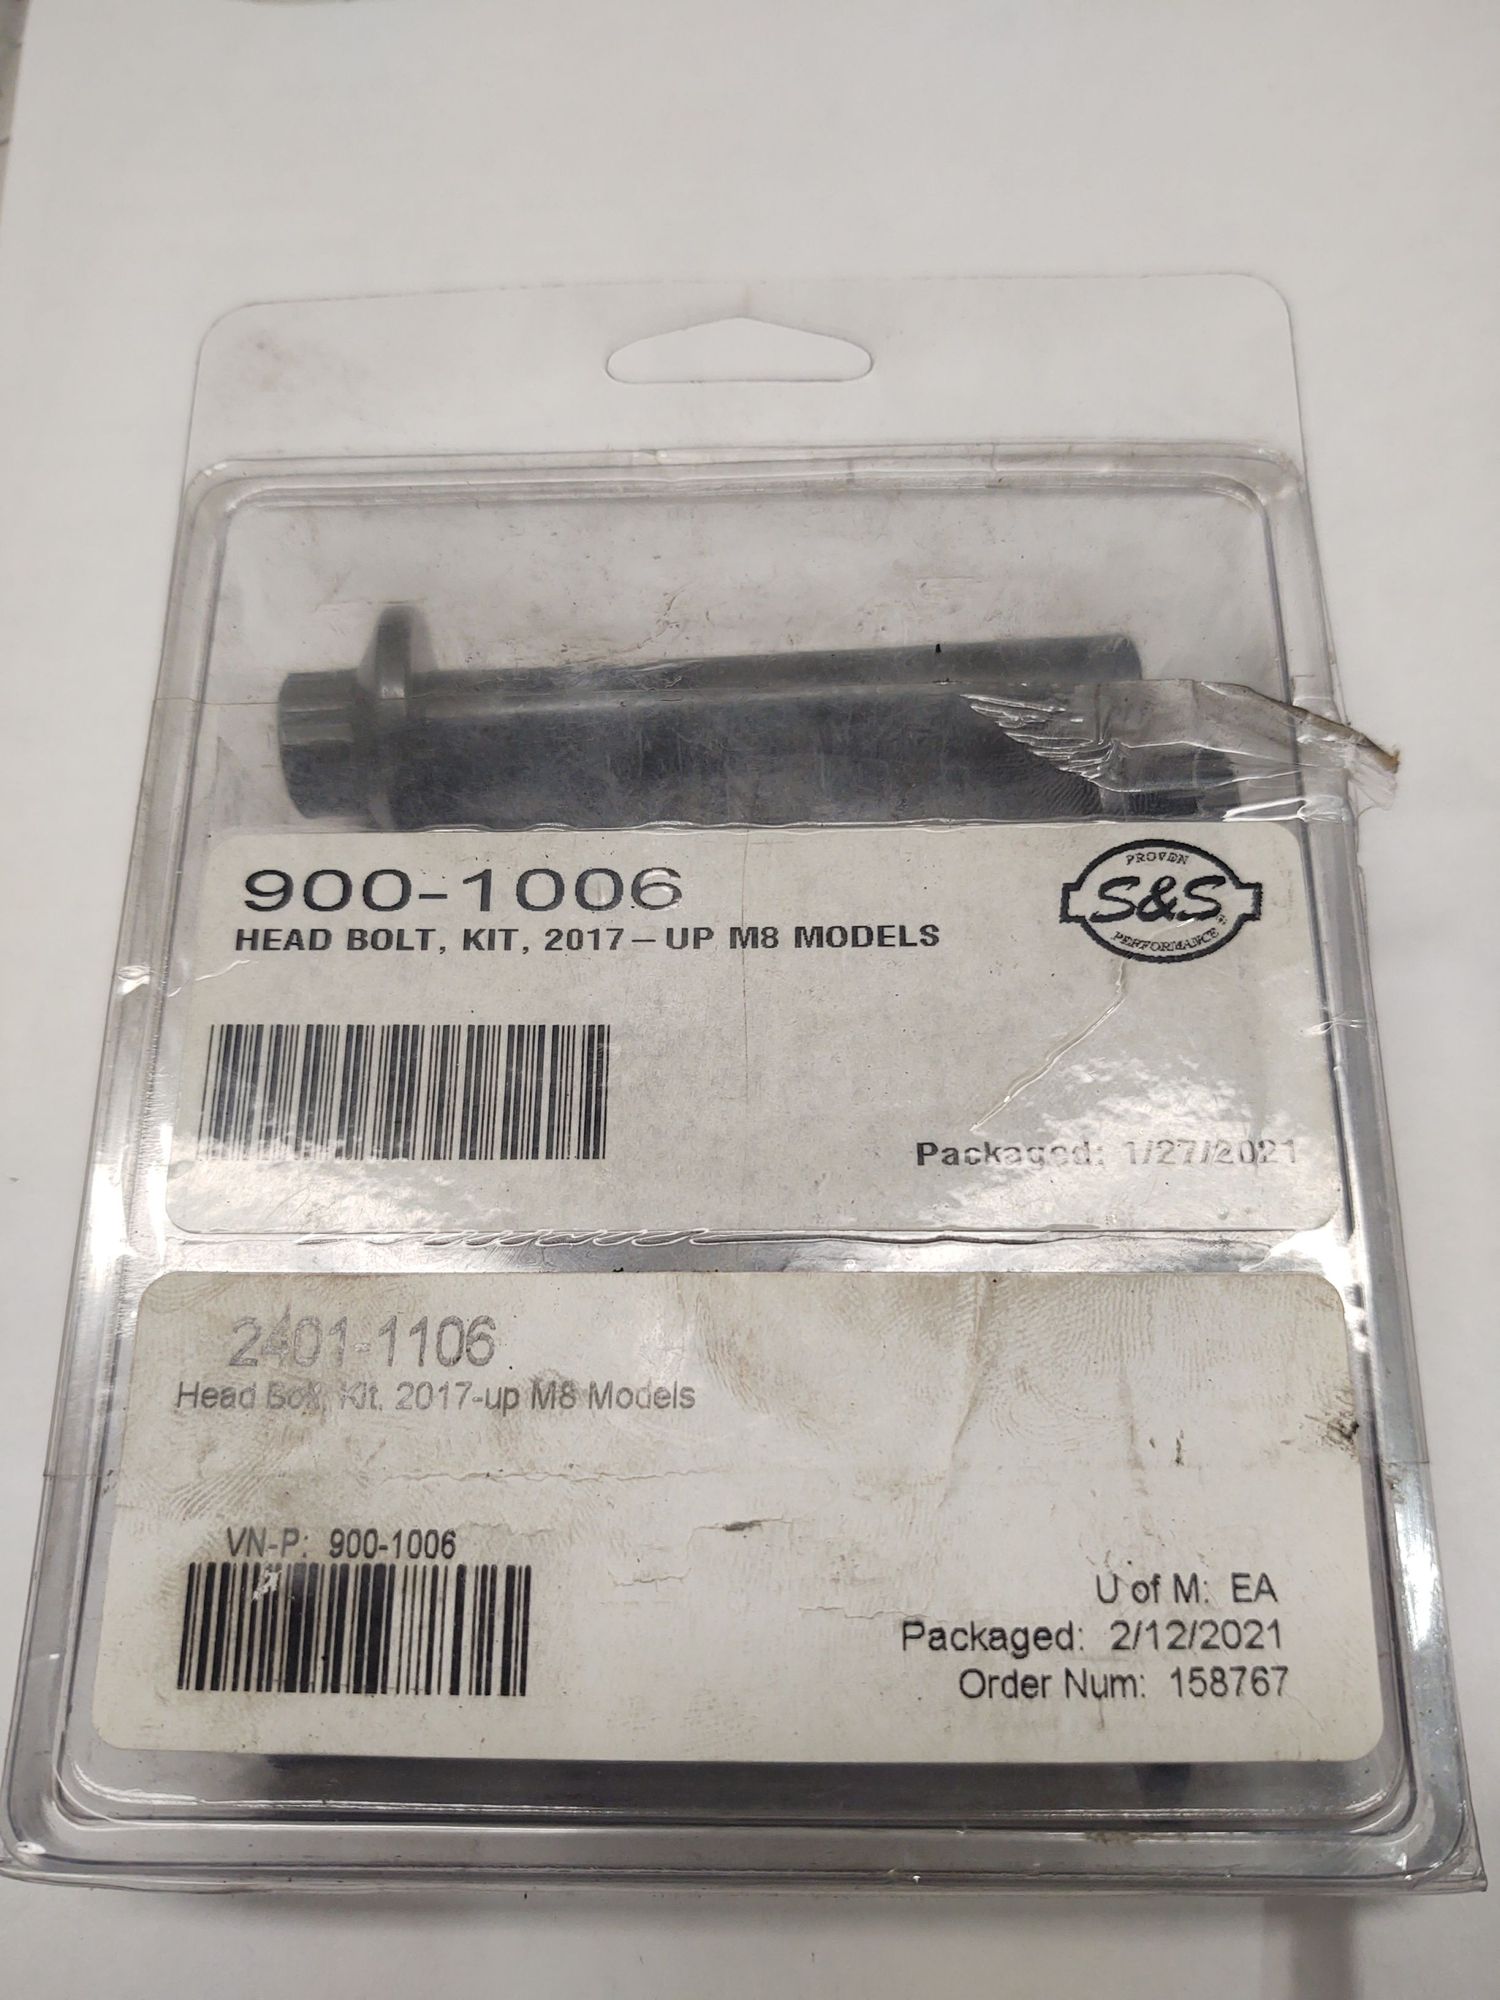 900-1006
HEAD BOLT, KIT, 2017–UP M8 MODELS
PROVEN
S&S
PERFORMANCE
Packaged: 1/27/2021
2401-1106
Head Bolt, Kit, 2017-up M8 Models
VN-P: 900-1006
U of M: EA
Packaged: 2/12/2021
Order Num: 158767